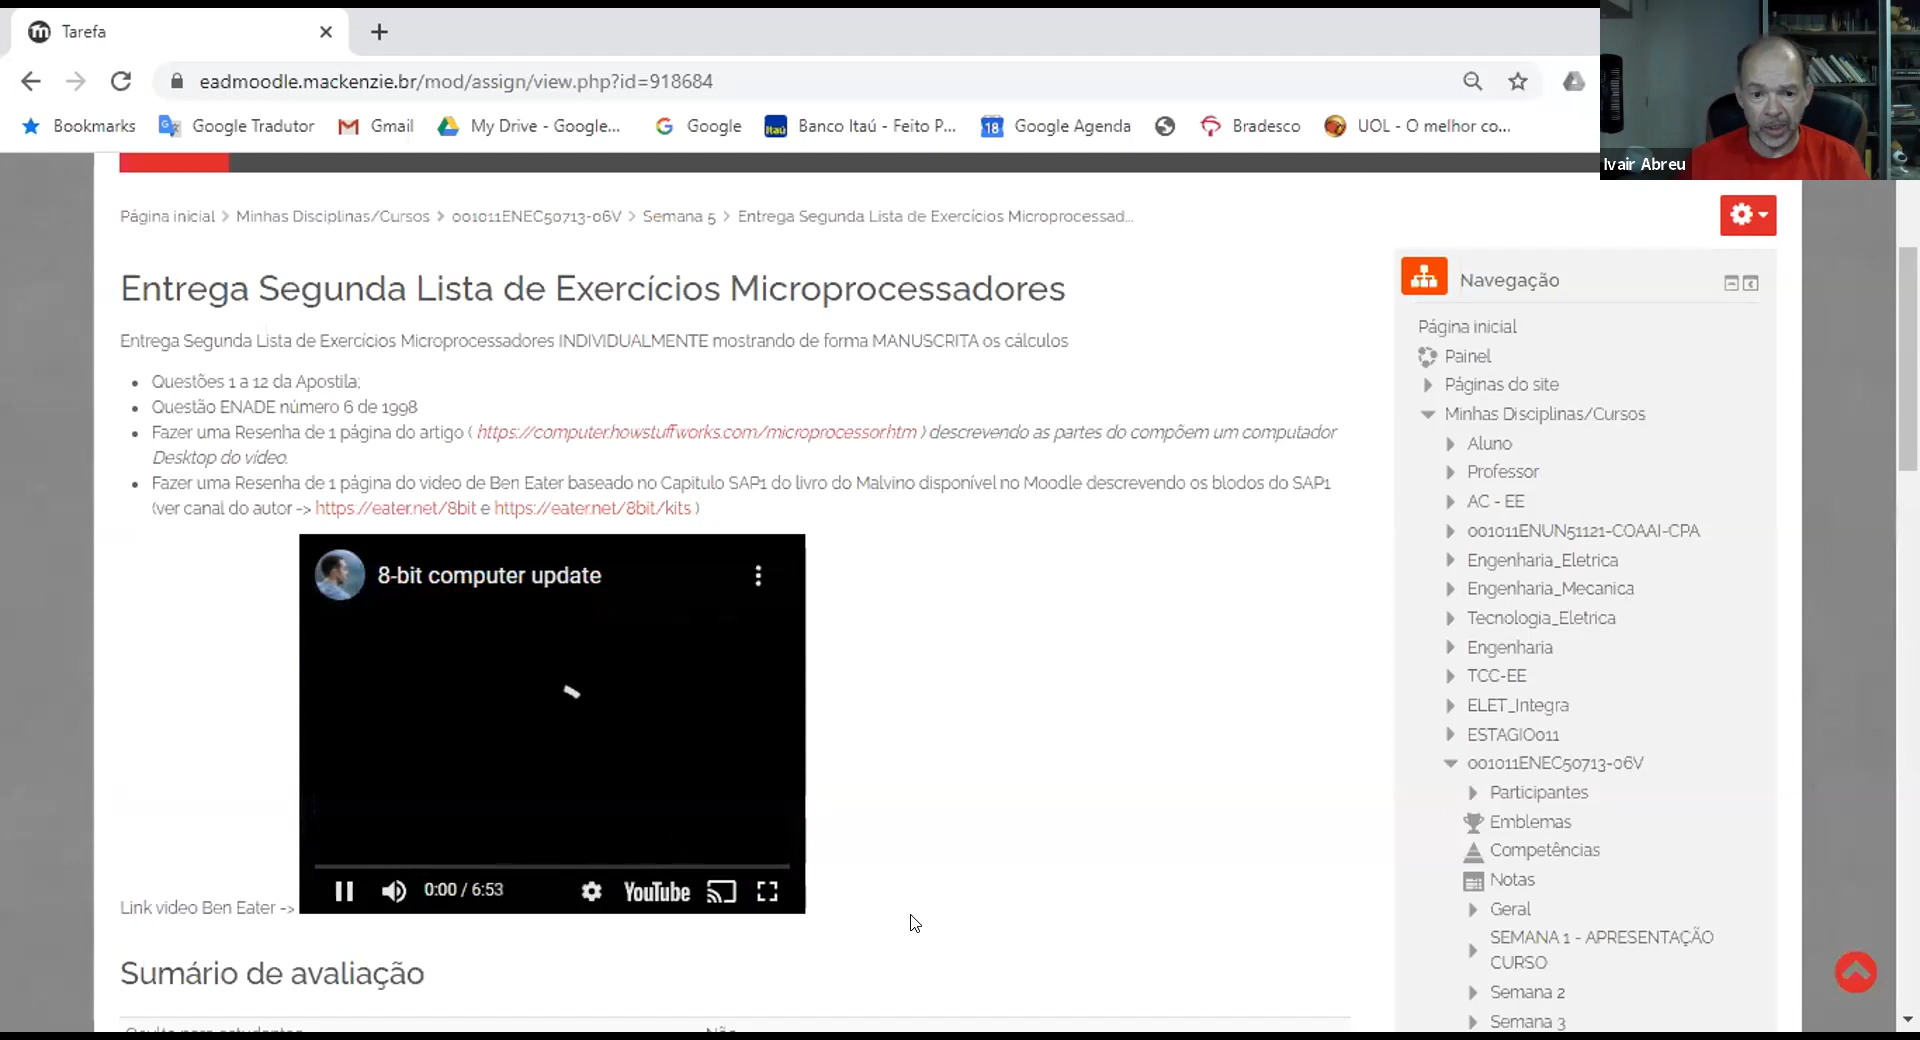 Tarefa
eadmoodle.mackenzie.br/mod/assign/view.php?id=918684
Bookmarks Google Tradutor Gmail My Drive - Google... Google Itaú Banco Itaú - Feito P... 18 Google Agenda Bradesco UOL - O melhor co...
Ivair Abreu
Página inicial > Minhas Disciplinas/Cursos > 001011ENEC50713-06V > Semana 5 > Entrega Segunda Lista de Exercícios Microprocessad...
Entrega Segunda Lista de Exercícios Microprocessadores
Entrega Segunda Lista de Exercícios Microprocessadores INDIVIDUALMENTE mostrando de forma MANUSCRITA os cálculos
• Questões 1 a 12 da Apostila;
• Questão ENADE número 6 de 1998
• Fazer uma Resenha de 1 página do artigo ( https://computer.howstuffworks.com/microprocessor.htm ) descrevendo as partes do compõem um computador
Desktop do vídeo.
• Fazer uma Resenha de 1 página do video de Ben Eater baseado no Capitulo SAP1 do livro do Malvino disponível no Moodle descrevendo os blodos do SAP1
(ver canal do autor -> https://eater.net/8bit e https://eater.net/8bit/kits )
8-bit computer update
0:00 / 6:53 YouTube
Link video Ben Eater ->
Sumário de avaliação
Navegação
Página inicial
Painel
Páginas do site
Minhas Disciplinas/Cursos
Aluno
Professor
AC - EE
001011ENUN51121-COAAI-CPA
Engenharia_Eletrica
Engenharia_Mecanica
Tecnologia_Eletrica
Engenharia
TCC-EE
ELET_Integra
ESTAGIO011
001011ENEC50713-06V
Participantes
Emblemas
Competências
Notas
Geral
SEMANA 1 - APRESENTAÇÃO
CURSO
Semana 2
Semana 3